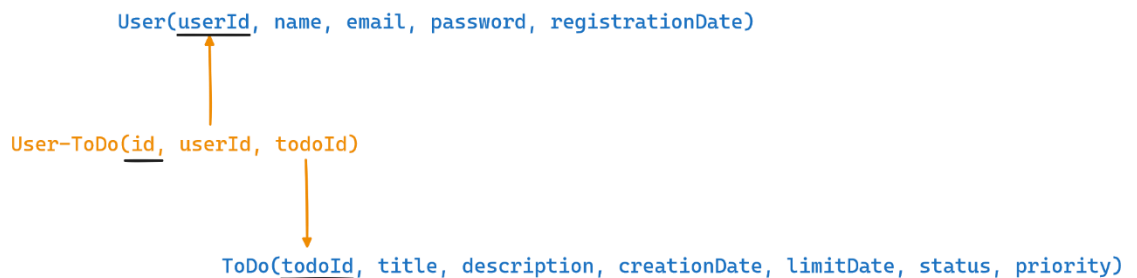 User(userId, name, email, password, registrationDate)
User-ToDo(id, userId, todoId)
ToDo(todoId, title, description, creationDate, limitDate, status, priority)